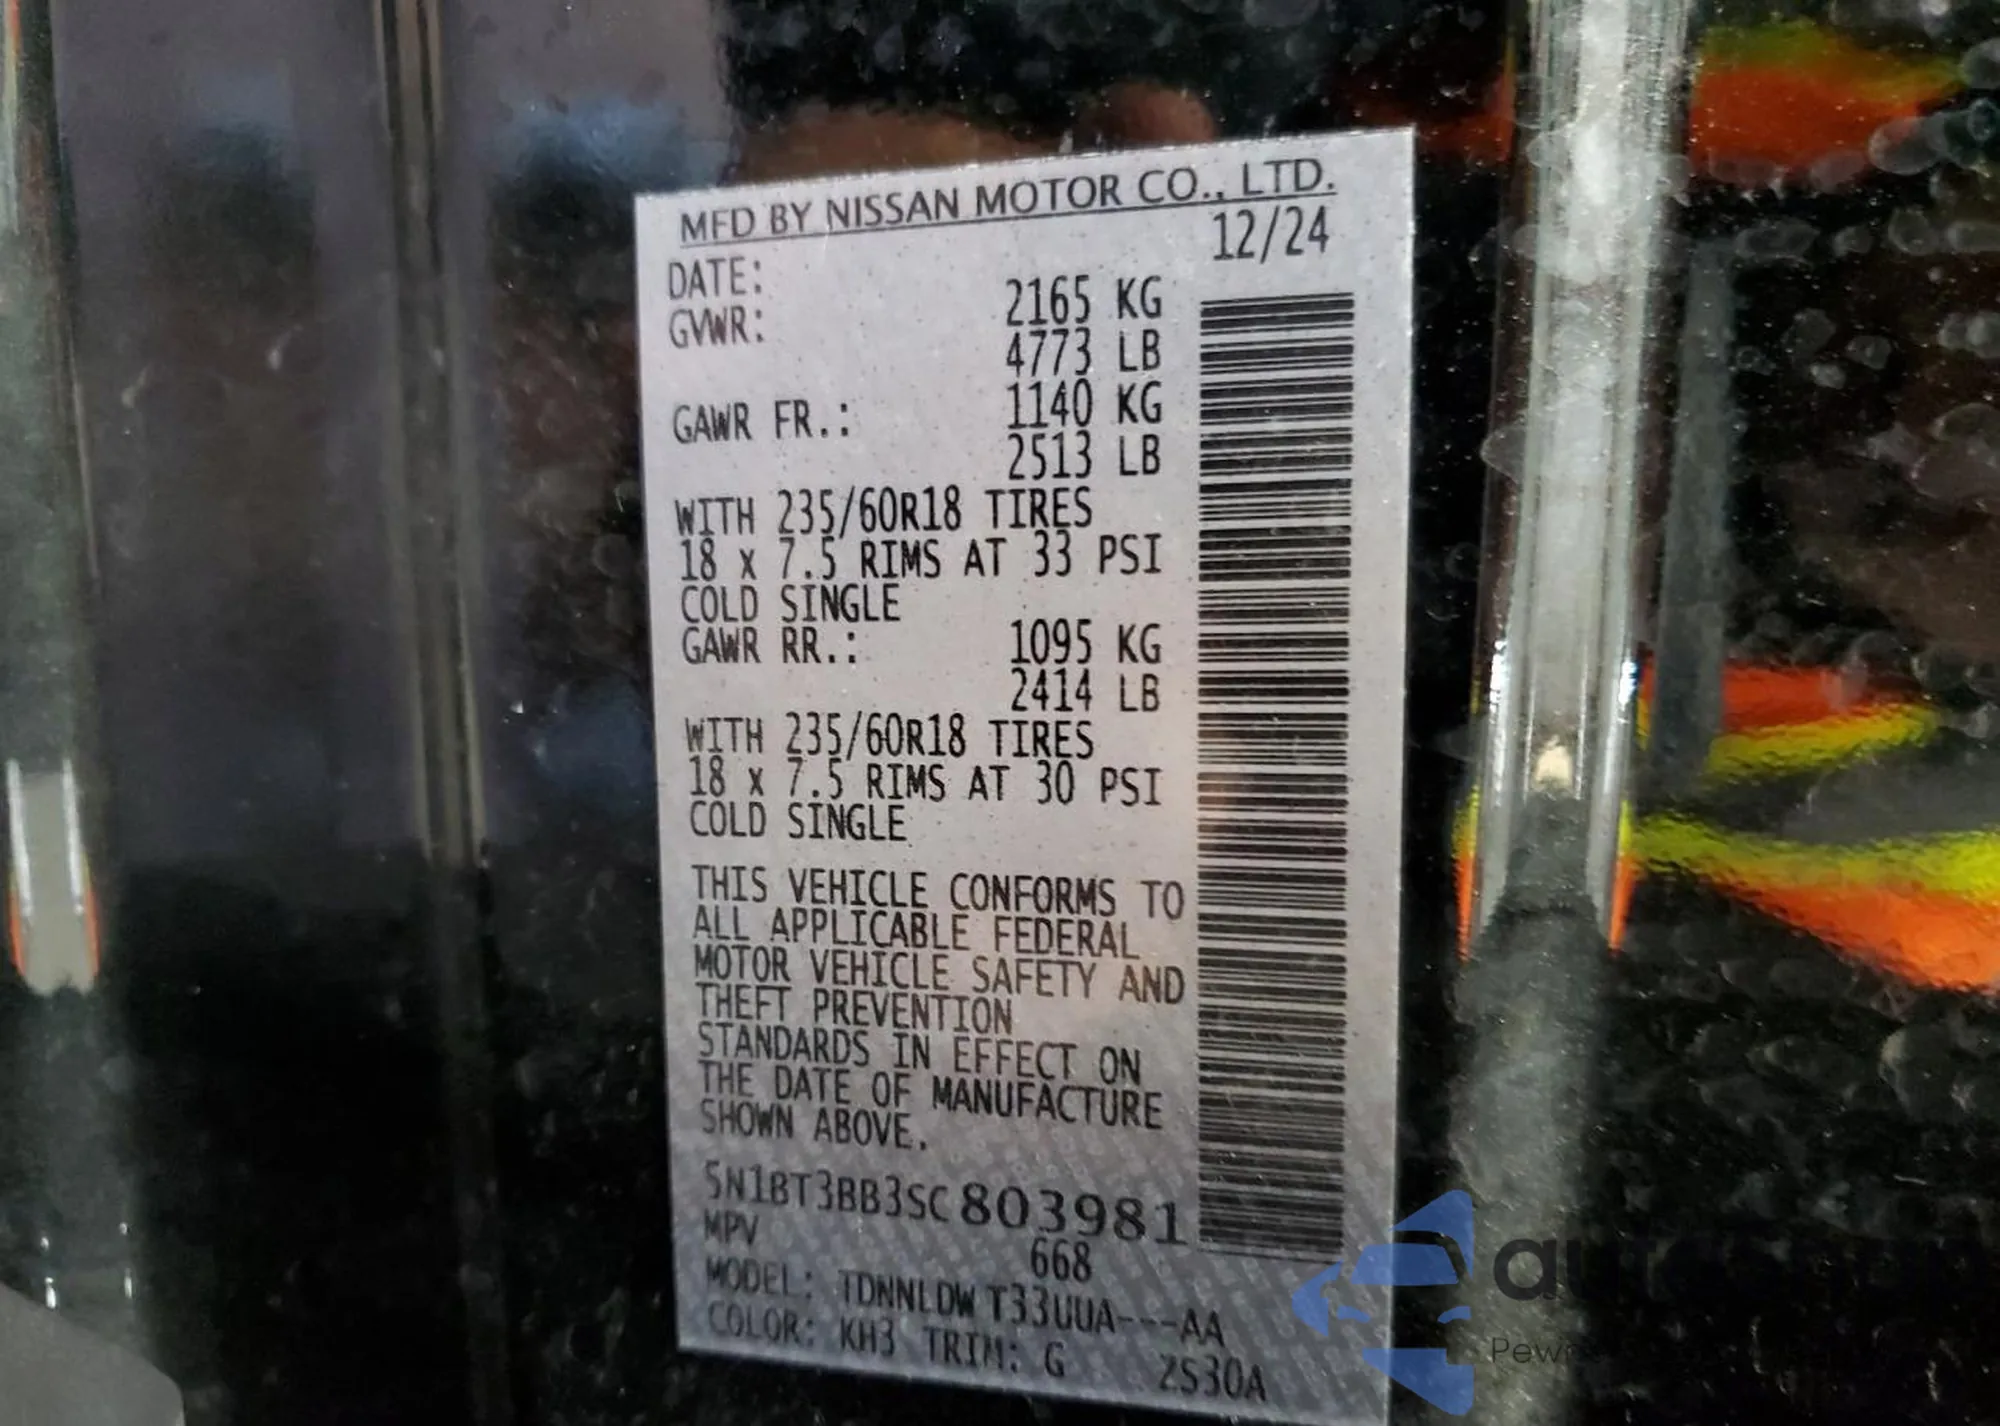 MFD BY NISSAN MOTOR CO., LTD.
DATE: 12/24
GVWR: 2165 KG
4773 LB
GAWR FR.: 1140 KG
2513 LB
WITH 235/60R18 TIRES
18 x 7.5 RIMS AT 33 PSI
COLD SINGLE
GAWR RR.: 1095 KG
2414 LB
WITH 235/60R18 TIRES
18 x 7.5 RIMS AT 30 PSI
COLD SINGLE
THIS VEHICLE CONFORMS TO
ALL APPLICABLE FEDERAL
MOTOR VEHICLE SAFETY AND
THEFT PREVENTION
STANDARDS IN EFFECT ON
THE DATE OF MANUFACTURE
SHOWN ABOVE.
5N1BT3BB3SC803981
MPV 668
MODEL: TDNNLDW T33UUA---AA
COLOR: KH3 TRIM: G 2S30A